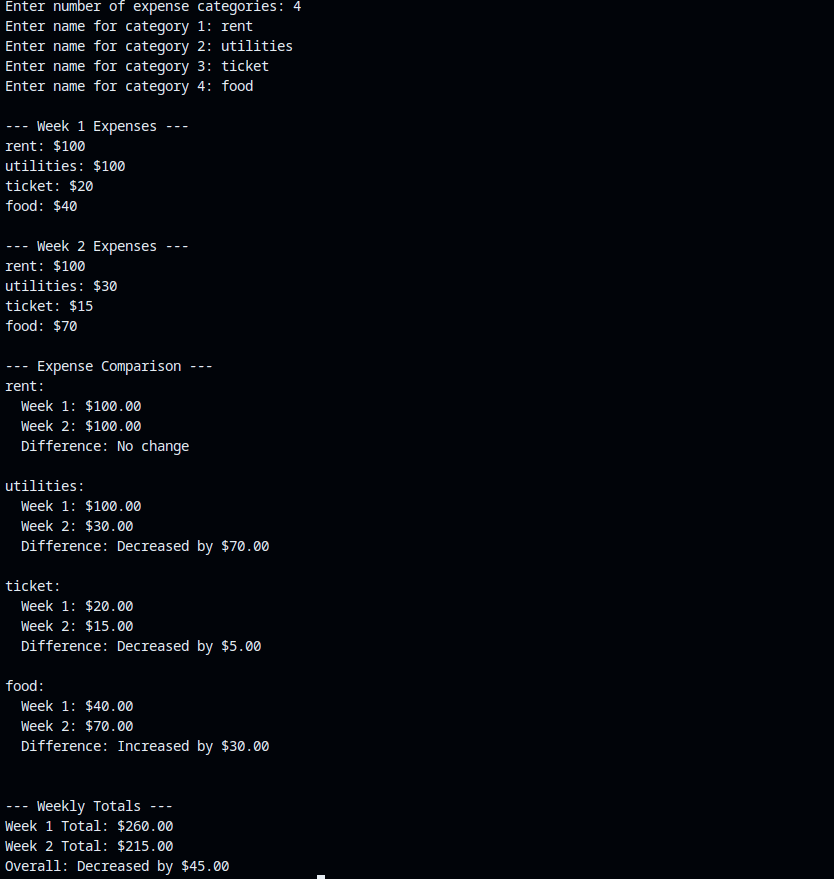 Enter number of expense categories: 4
Enter name for category 1: rent
Enter name for category 2: utilities
Enter name for category 3: ticket
Enter name for category 4: food

--- Week 1 Expenses ---
rent: $100
utilities: $100
ticket: $20
food: $40

--- Week 2 Expenses ---
rent: $100
utilities: $30
ticket: $15
food: $70

--- Expense Comparison ---
rent:
  Week 1: $100.00
  Week 2: $100.00
  Difference: No change

utilities:
  Week 1: $100.00
  Week 2: $30.00
  Difference: Decreased by $70.00

ticket:
  Week 1: $20.00
  Week 2: $15.00
  Difference: Decreased by $5.00

food:
  Week 1: $40.00
  Week 2: $70.00
  Difference: Increased by $30.00


--- Weekly Totals ---
Week 1 Total: $260.00
Week 2 Total: $215.00
Overall: Decreased by $45.00